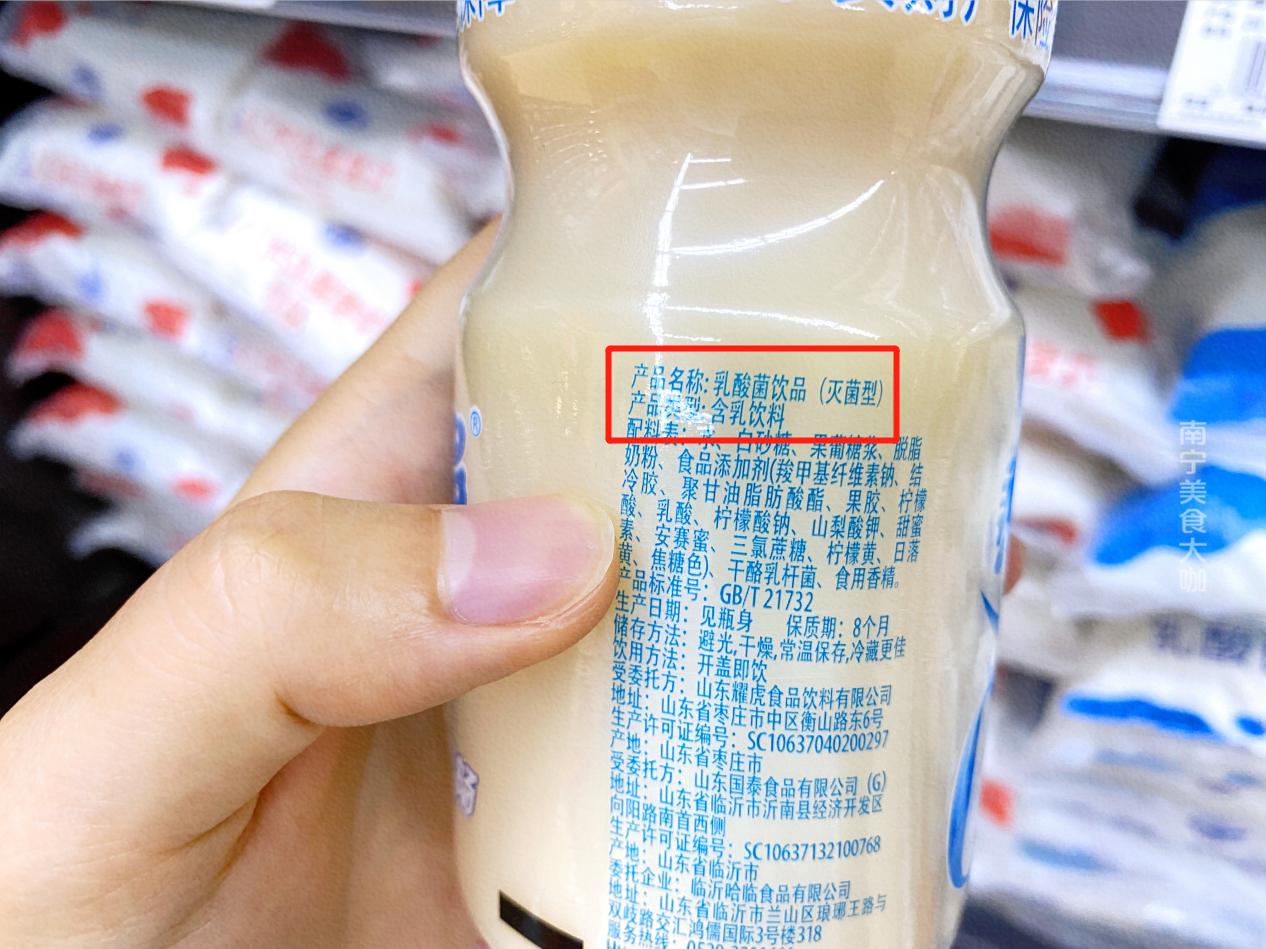 保险
产品名称:乳酸菌饮品（灭菌型）
产品类型:含乳饮料
配料表：水、白砂糖、果葡糖浆、脱脂
奶粉、食品添加剂(羧甲基纤维素钠、结
冷胶、聚甘油脂肪酸酯、果胶、柠檬
酸、乳酸、柠檬酸钠、山梨酸钾、甜蜜
素、安赛蜜、三氯蔗糖、柠檬黄、日落
黄、焦糖色)、干酪乳杆菌、食用香精。
产品标准号：GB/T 21732
生产日期：见瓶身 保质期：8个月
储存方法：避光,干燥,常温保存,冷藏更佳
饮用方法：开盖即饮
受委托方：山东耀虎食品饮料有限公司
地址：山东省枣庄市中区衡山路东6号
生产许可证编号：SC10637040200297
产地：山东省枣庄市
受委托方：山东国泰食品有限公司（G）
地址：山东省临沂市沂南县经济开发区
向阳路南首西侧
生产许可证编号：SC10637132100768
产地：山东省临沂市
委托企业：临沂哈临食品有限公司
地址：山东省临沂市兰山区琅琊王路与
双岐路交汇鸿儒国际3号楼318
服务热线：
®
乳酸
南宁美食大咖